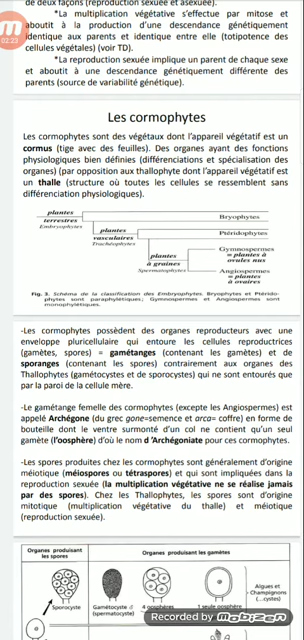 de deux façons (reproduction sexuée et asexuée).
*La multiplication végétative s'effectue par mitose et
aboutit à la production d'une descendance génétiquement
identique aux parents et identique entre elle (totipotence des
cellules végétales) (voir TD).
*La reproduction sexuée implique un parent de chaque sexe
et aboutit à une descendance génétiquement différente des
parents (source de variabilité génétique).
02:23
Les cormophytes
Les cormophytes sont des végétaux dont l'appareil végétatif est un
cormus (tige avec des feuilles). Des organes ayant des fonctions
physiologiques bien définies (différenciations et spécialisation des
organes) (par opposition aux thallophyte dont l'appareil végétatif est
un thalle (structure où toutes les cellules se ressemblent sans
différenciation physiologiques).
plantes
terrestres
Embryophytes
Bryophytes
plantes
vasculaires
Trachéophytes
Ptéridophytes
plantes
à graines
Spermatophytes
Gymnospermes
= plantes à
ovules nus
Angiospermes
= plantes à
ovaires
Fig. 3. Schéma de la classification des Embryophytes. Bryophytes et Ptérido-
phytes sont paraphylétiques; Gymnospermes et Angiospermes sont
monophylétiques.
-Les cormophytes possèdent des organes reproducteurs avec une
enveloppe pluricellulaire qui entoure les cellules reproductrices
(gamètes, spores) = gamétanges (contenant les gamètes) et de
sporanges (contenant les spores) contrairement aux organes des
Thallophytes (gamétocystes et de sporocystes) qui ne sont entourés que
par la paroi de la cellule mère.
-Le gamétange femelle des cormophytes (excepte les Angiospermes) est
appelé Archégone (du grec gone=semence et arca= coffre) en forme de
bouteille dont le ventre surmonté d'un col ne contient qu'un seul
gamète (l'oosphère) d'où le nom d'Archégoniate pour ces cormophytes.
-Les spores produites chez les cormophytes sont généralement d'origine
méiotique (méiospores ou tétraspores) et qui sont impliquées dans la
reproduction sexuée (la multiplication végétative ne se réalise jamais
par des spores). Chez les Thallophytes, les spores sont d'origine
mitotique (multiplication végétative du thalle) et méiotique
(reproduction sexuée).
Organes produisant
les spores
Organes produisant les gamètes
Sporocyste
Gamétocyste ♂
(spermatocyste)
4 oosphères
1 seule oosphère
Algues et
Champignons
(...cystes)
Recorded by mobizen